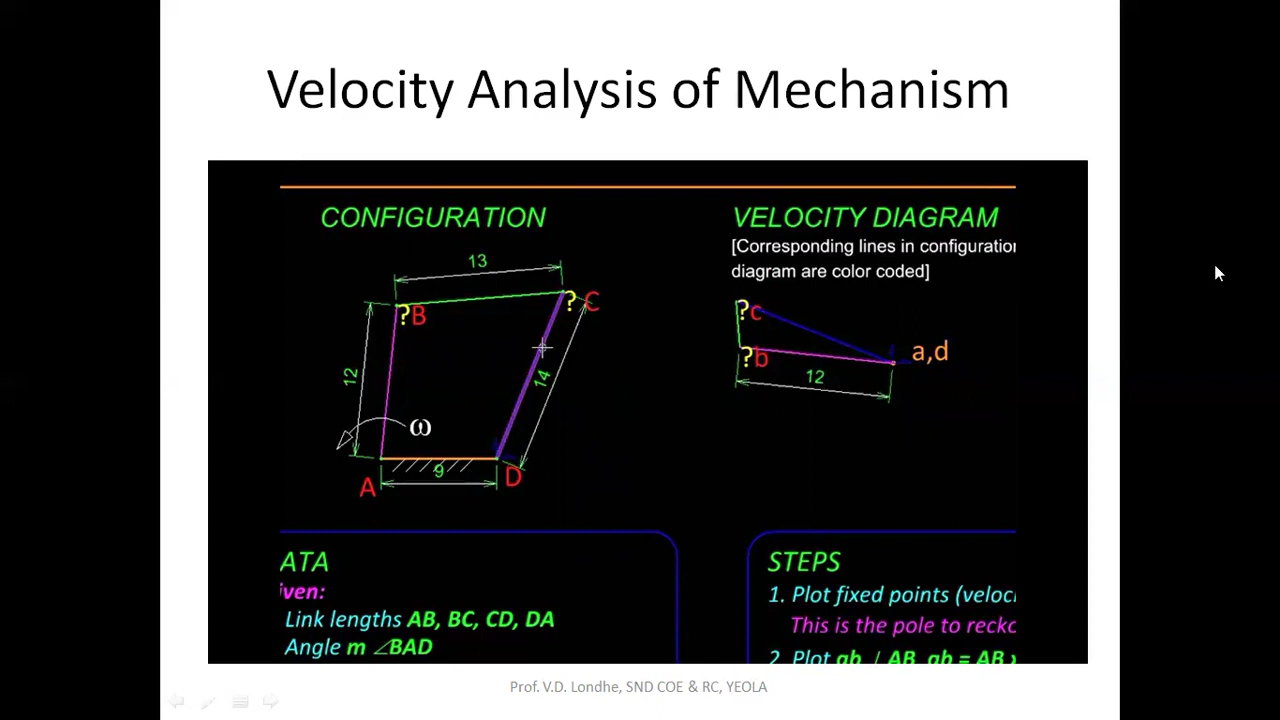 Velocity Analysis of Mechanism
CONFIGURATION
13
?B
? C
12
14
ω
9
A
D
VELOCITY DIAGRAM
[Corresponding lines in configuration
diagram are color coded]
?c
?b
a,d
12
ATA
iven:
Link lengths AB, BC, CD, DA
Angle m ∠BAD
STEPS
1. Plot fixed points (veloci
This is the pole to recko
2. Plot ab AB, ab = AB x
Prof. V.D. Londhe, SND COE & RC, YEOLA